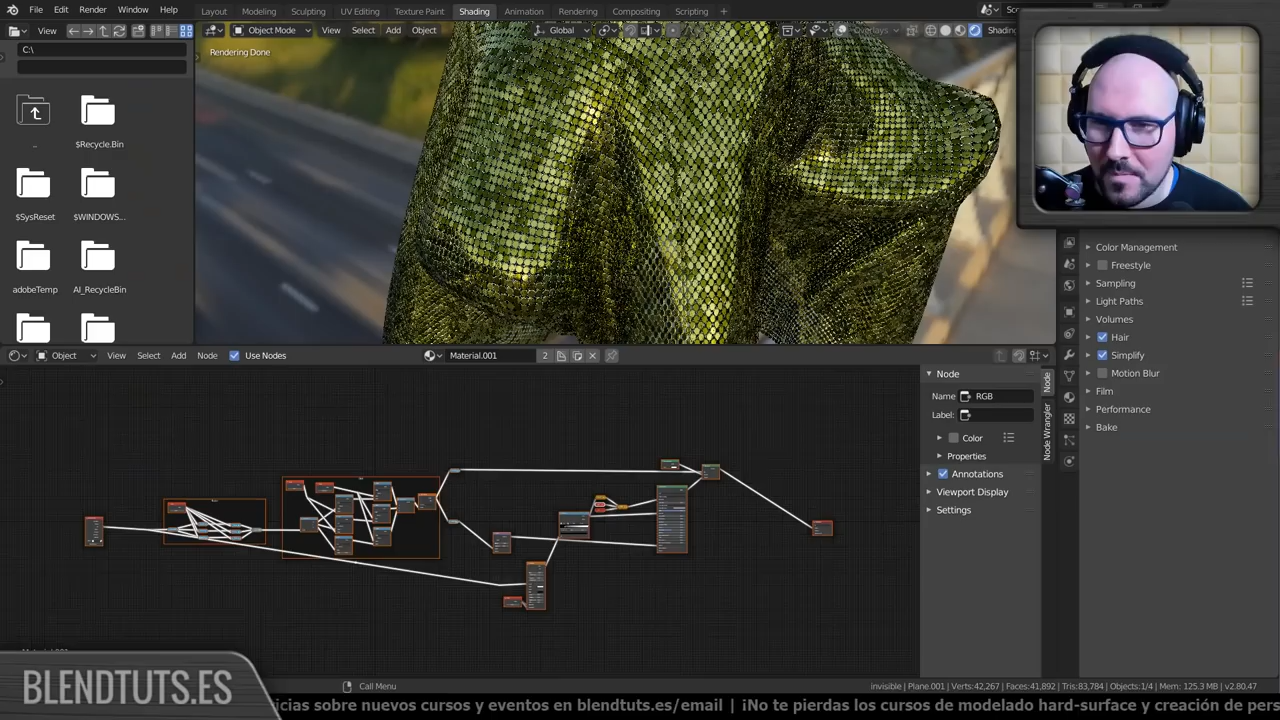 File Edit Render Window Help
Layout Modeling Sculpting UV Editing Texture Paint Shading Animation Rendering Compositing Scripting +
View
Object Mode View Select Add Object
Global
Overlays
Shading
C:\
Rendering Done
..
$Recycle.Bin
$SysReset
$WINDOWS...
adobeTemp
AI_RecycleBin
Color Management
Freestyle
Sampling
Light Paths
Volumes
Hair
Simplify
Motion Blur
Film
Performance
Bake
Object View Select Add Node Use Nodes
Material.001
2
Node
Name RGB
Label:
Color
Properties
Annotations
Viewport Display
Settings
Node
Node Wrangler
BLENDTUTS.ES
Call Menu
invisible | Plane.001 | Verts:42,267 | Faces:41,892 | Tris:83,784 | Objects:1/4 | Mem: 125.3 MB | v2.80.47
icias sobre nuevos cursos y eventos en blendtuts.es/email | ¡No te pierdas los cursos de modelado hard-surface y creación de pers